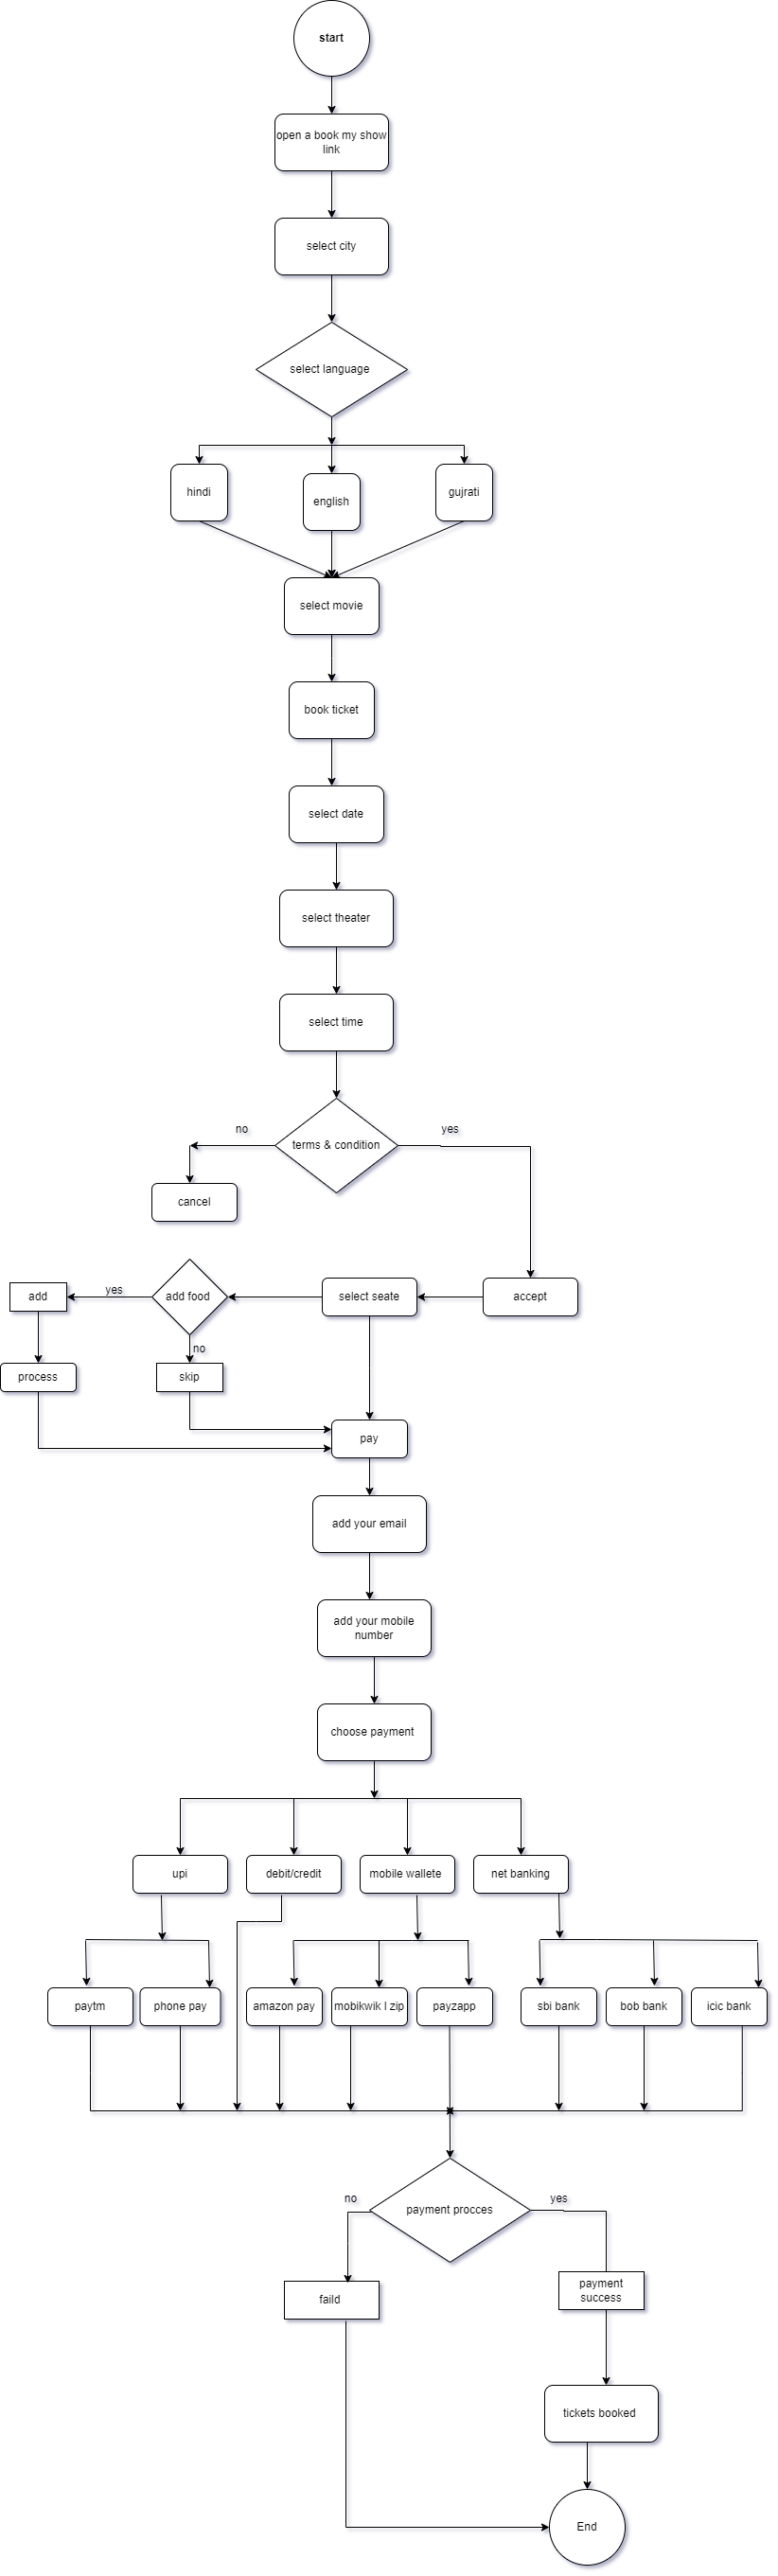 start
open a book my show
link
select city
select language
hindi
english
gujrati
select movie
book ticket
select date
select theater
select time
no
yes
terms & condition
cancel
add
yes
add food
select seate
accept
no
process
skip
pay
add your email
add your mobile
number
choose payment
upi
debit/credit
mobile wallete
net banking
paytm
phone pay
amazon pay
mobikwik l zip
payzapp
sbi bank
bob bank
icic bank
no
yes
payment procces
faild
payment
success
tickets booked
End